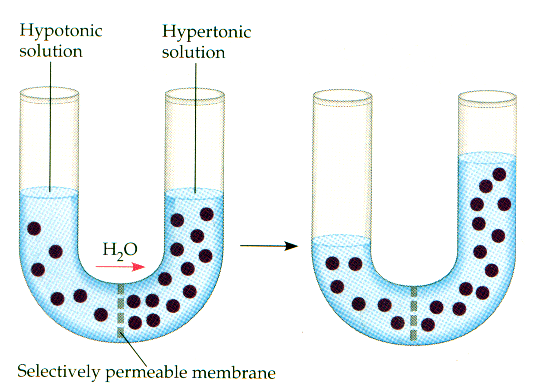 Hypotonic
solution
Hypertonic
solution
H₂O
Selectively permeable membrane